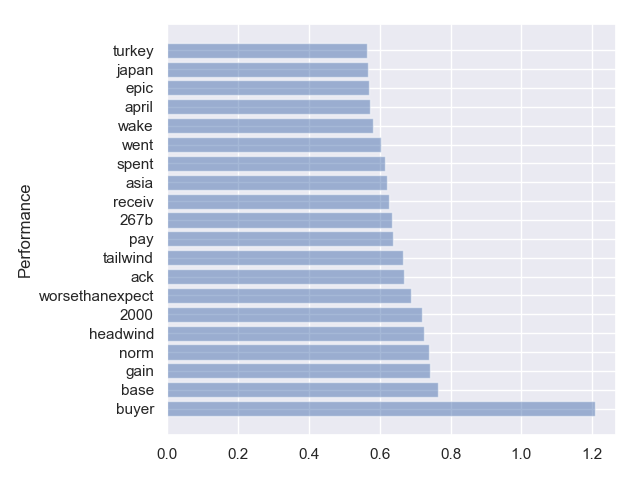 Performance
turkey
japan
epic
april
wake
went
spent
asia
receiv
267b
pay
tailwind
ack
worsethanexpect
2000
headwind
norm
gain
base
buyer
0.0 0.2 0.4 0.6 0.8 1.0 1.2